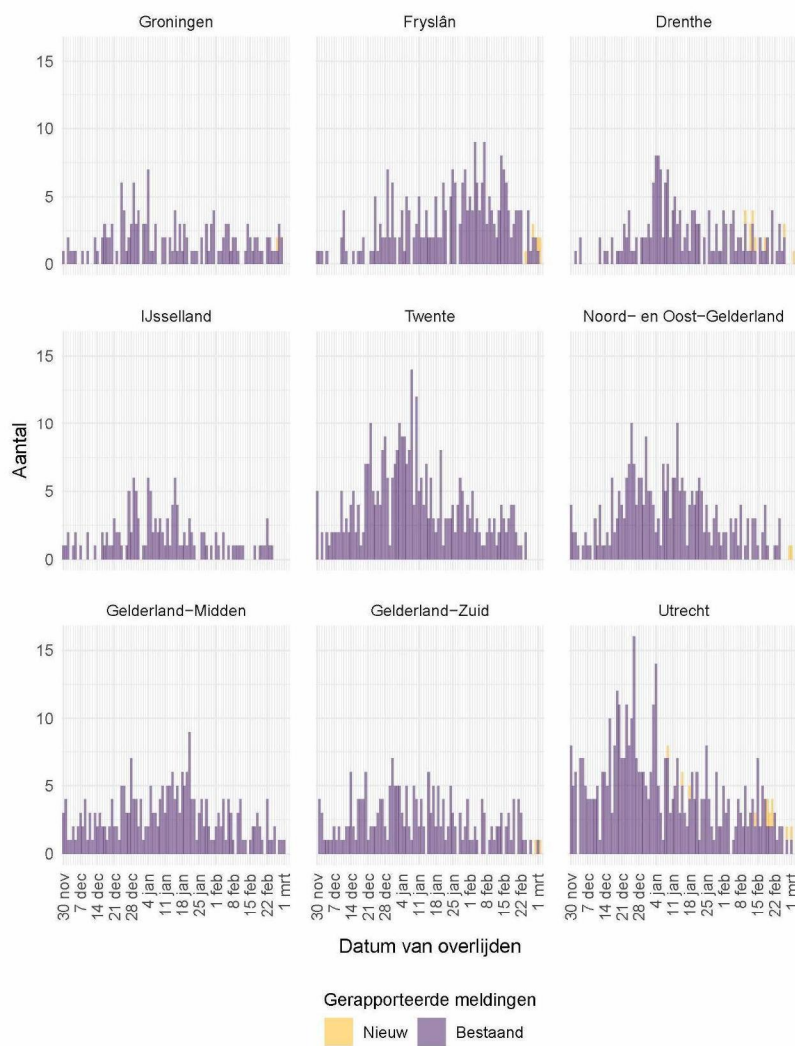 Groningen Fryslân Drenthe
15
10
5
0
IJsselland Twente Noord− en Oost−Gelderland
15
10
5
0
Aantal
Gelderland−Midden Gelderland−Zuid Utrecht
15
10
5
0
30 nov 7 dec 14 dec 21 dec 28 dec 4 jan 11 jan 18 jan 25 jan 1 feb 8 feb 15 feb 22 feb 1 mrt
30 nov 7 dec 14 dec 21 dec 28 dec 4 jan 11 jan 18 jan 25 jan 1 feb 8 feb 15 feb 22 feb 1 mrt
30 nov 7 dec 14 dec 21 dec 28 dec 4 jan 11 jan 18 jan 25 jan 1 feb 8 feb 15 feb 22 feb 1 mrt
Datum van overlijden
Gerapporteerde meldingen
Nieuw Bestaand